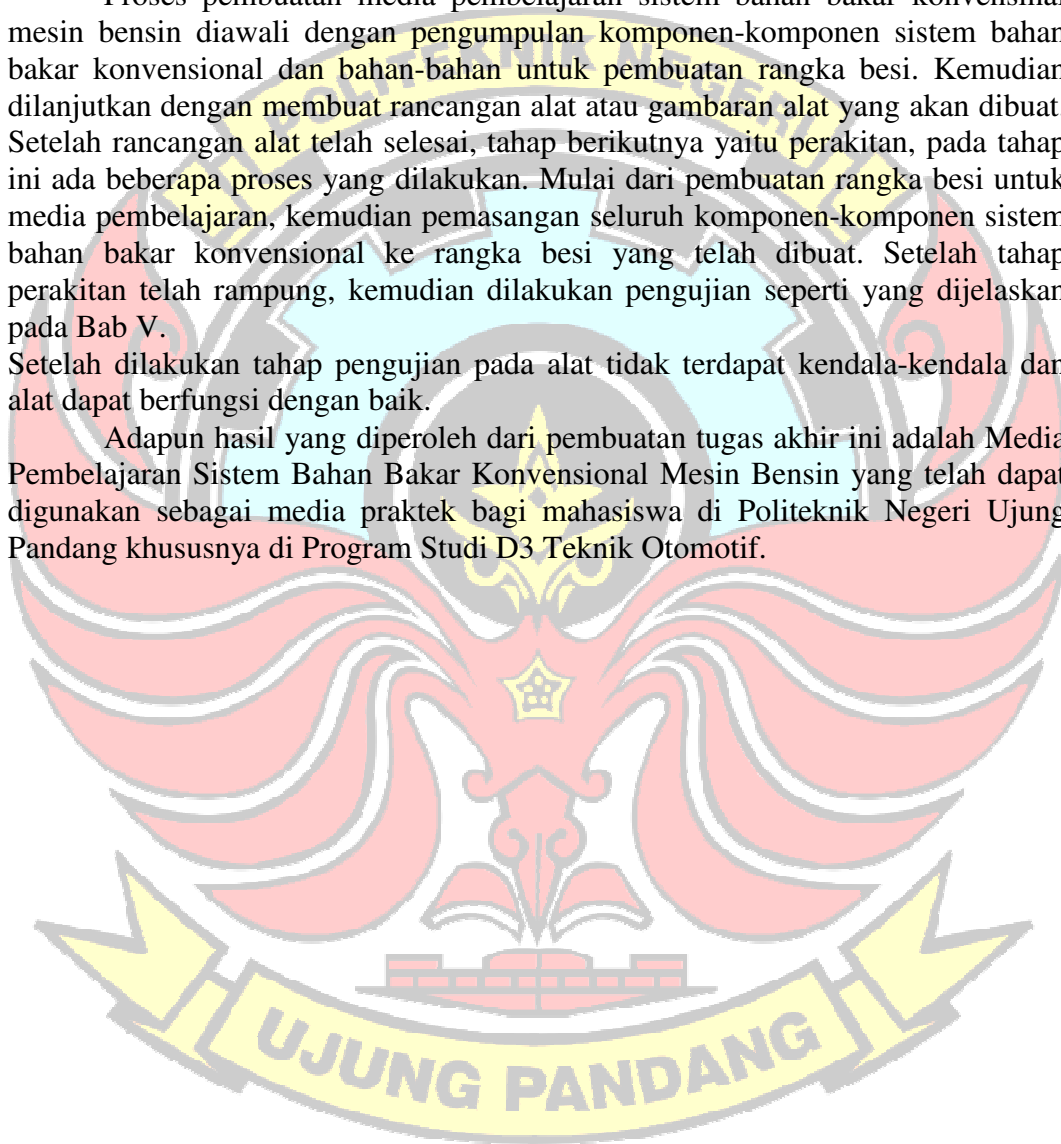 Proses pembuatan media pembelajaran sistem bahan bakar konvensinal
mesin bensin diawali dengan pengumpulan komponen-komponen sistem bahan
bakar konvensional dan bahan-bahan untuk pembuatan rangka besi. Kemudian
dilanjutkan dengan membuat rancangan alat atau gambaran alat yang akan dibuat
Setelah rancangan alat telah selesai, tahap berikutnya yaitu perakitan, pada tahap
ini ada beberapa proses yang dilakukan. Mulai dari pembuatan rangka besi untuk
media pembelajaran, kemudian pemasangan seluruh komponen-komponen sistem
bahan bakar konvensional ke rangka besi yang telah dibuat. Setelah tahap
perakitan telah rampung, kemudian dilakukan pengujian seperti yang dijelaskan
pada Bab V.
Setelah dilakukan tahap pengujian pada alat tidak terdapat kendala-kendala dan
alat dapat berfungsi dengan baik.
Adapun hasil yang diperoleh dari pembuatan tugas akhir ini adalah Media
Pembelajaran Sistem Bahan Bakar Konvensional Mesin Bensin yang telah dapat
digunakan sebagai media praktek bagi mahasiswa di Politeknik Negeri Ujung
Pandang khususnya di Program Studi D3 Teknik Otomotif.
POLITEKNIK NEGERI
UJUNG PANDANG